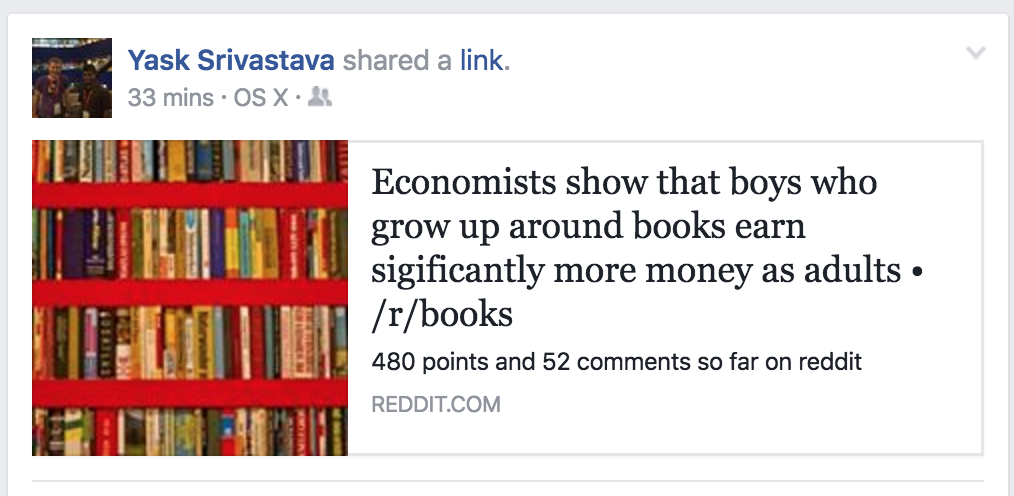 Yask Srivastava shared a link.
33 mins · OS X ·
Economists show that boys who
grow up around books earn
sigificantly more money as adults •
/r/books
480 points and 52 comments so far on reddit
REDDIT.COM